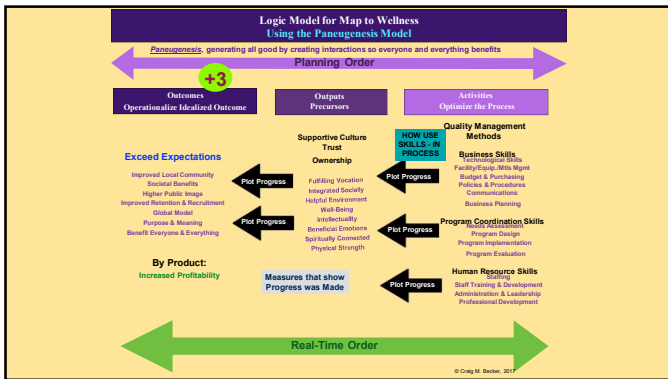 Logic Model for Map to Wellness
Using the Paneugenesis Model
Paneugenesis, generating all good by creating interactions so everyone and everything benefits
Planning Order
+3
Outcomes
Operationalize Idealized Outcome
Outputs
Precursors
Activities
Optimize the Process
Exceed Expectations
Improved Local Community
Societal Benefits
Higher Public Image
Improved Retention & Recruitment
Global Model
Purpose & Meaning
Benefit Everyone & Everything
By Product:
Increased Profitability
Plot Progress
Plot Progress
Supportive Culture
Trust
Ownership
Fulfilling Vocation
Integrated Socially
Helpful Environment
Well-Being
Intellectuality
Beneficial Emotions
Spiritually Connected
Physical Strength
Measures that show
Progress was Made
HOW USE
SKILLS - IN
PROCESS
Plot Progress
Plot Progress
Plot Progress
Quality Management
Methods
Business Skills
Technological Skills
Facility/Equip./Mtls Mgmt
Budget & Purchasing
Policies & Procedures
Communications
Business Planning
Program Coordination Skills
Needs Assessment
Program Design
Program Implementation
Program Evaluation
Human Resource Skills
Staffing
Staff Training & Development
Administration & Leadership
Professional Development
Real-Time Order
© Craig M. Becker, 2017